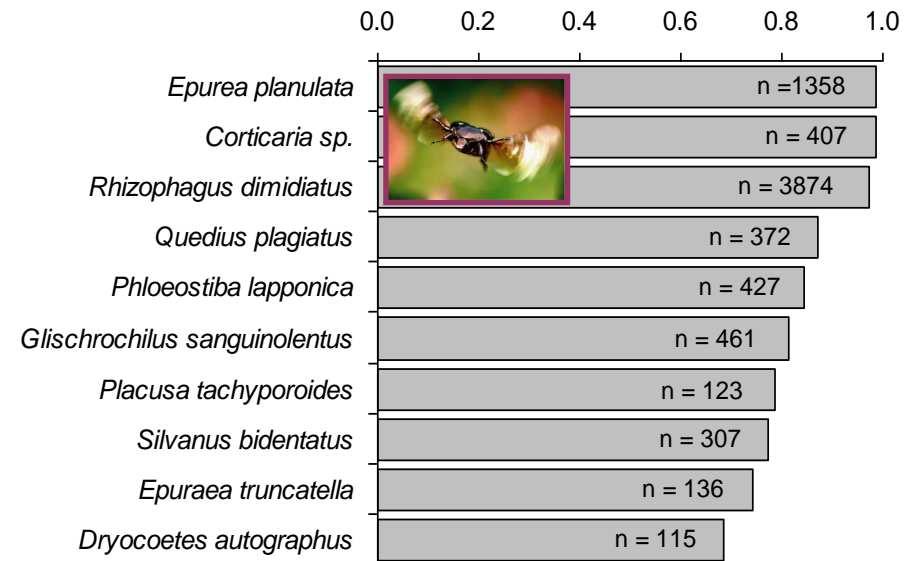 0.0 0.2 0.4 0.6 0.8 1.0
Epurea planulata n =1358
Corticaria sp. n = 407
Rhizophagus dimidiatus n = 3874
Quedius plagiatus n = 372
Phloeostiba lapponica n = 427
Glischrochilus sanguinolentus n = 461
Placusa tachyporoides n = 123
Silvanus bidentatus n = 307
Epuraea truncatella n = 136
Dryocoetes autographus n = 115